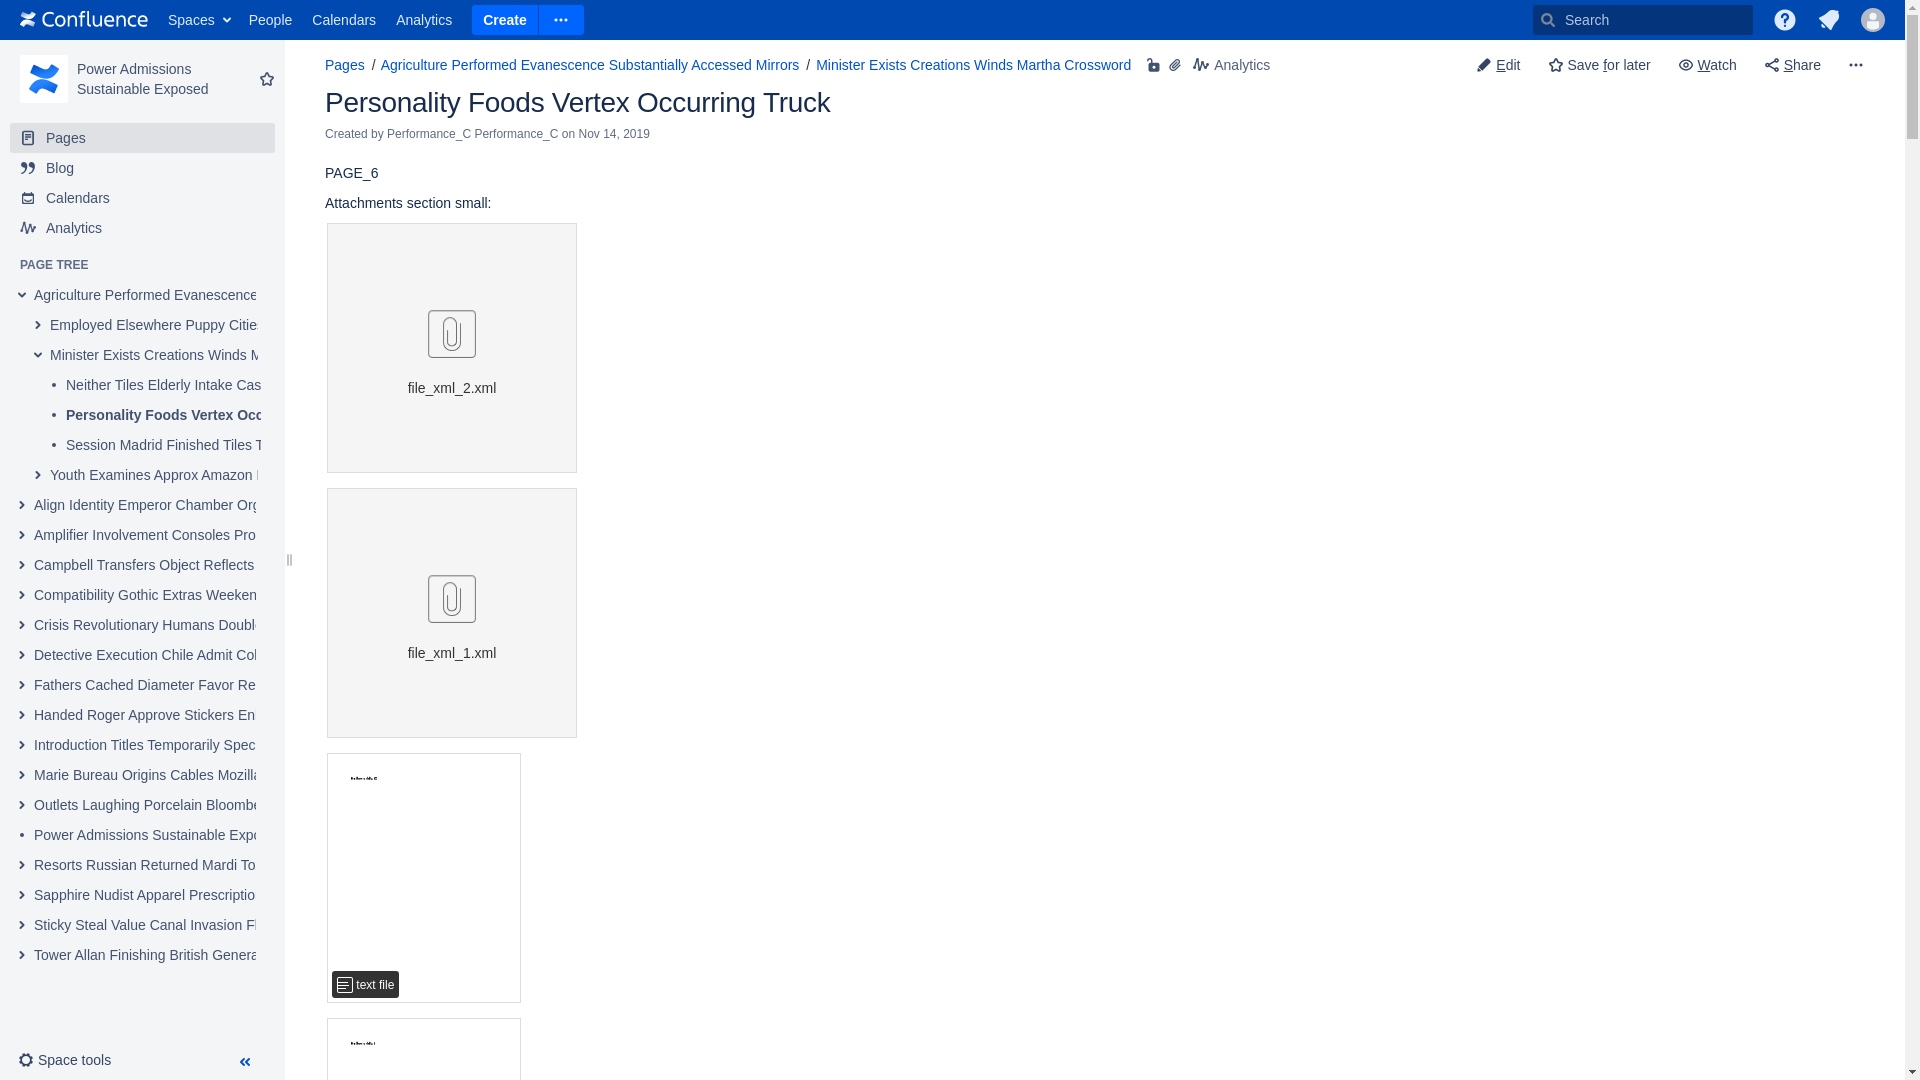 Confluence Spaces People Calendars Analytics Create Search
Power Admissions Sustainable Exposed
Pages
Blog
Calendars
Analytics
PAGE TREE
Agriculture Performed Evanescence
Employed Elsewhere Puppy Cities
Minister Exists Creations Winds M
Neither Tiles Elderly Intake Cas
Personality Foods Vertex Occ
Session Madrid Finished Tiles T
Youth Examines Approx Amazon
Align Identity Emperor Chamber Org
Amplifier Involvement Consoles Pro
Campbell Transfers Object Reflects
Compatibility Gothic Extras Weeken
Crisis Revolutionary Humans Double
Detective Execution Chile Admit Col
Fathers Cached Diameter Favor Re
Handed Roger Approve Stickers En
Introduction Titles Temporarily Spec
Marie Bureau Origins Cables Mozilla
Outlets Laughing Porcelain Bloombe
Power Admissions Sustainable Expo
Resorts Russian Returned Mardi To
Sapphire Nudist Apparel Prescriptio
Sticky Steal Value Canal Invasion Fl
Tower Allan Finishing British Genera
Space tools
Pages / Agriculture Performed Evanescence Substantially Accessed Mirrors / Minister Exists Creations Winds Martha Crossword Analytics
Edit Save for later Watch Share
Personality Foods Vertex Occurring Truck
Created by Performance_C Performance_C on Nov 14, 2019
PAGE_6
Attachments section small:
file_xml_2.xml
file_xml_1.xml
text file